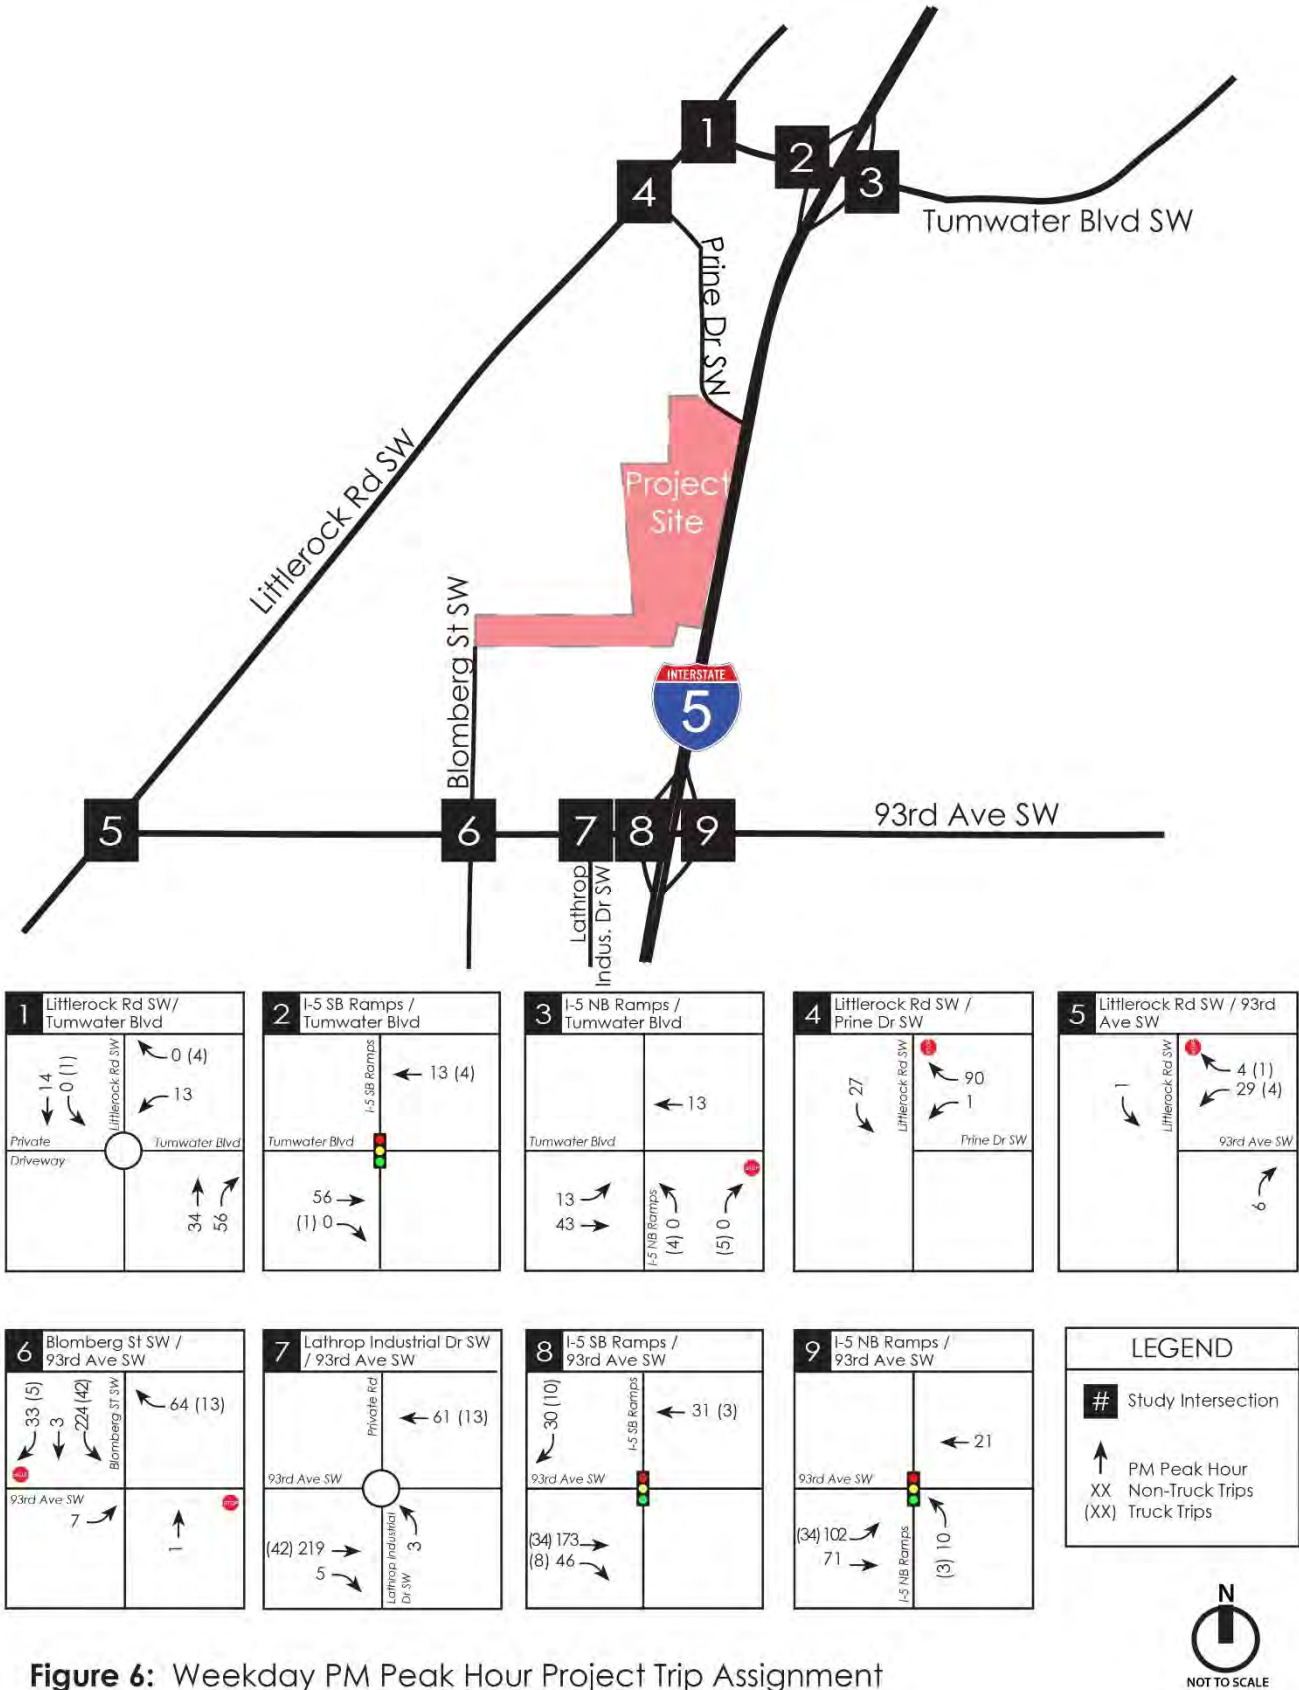 1
2
3
4
Tumwater Blvd SW
Prine Dr SW
Littlerock Rd SW
Project
Site
Blomberg St SW
INTERSTATE
5
5
6
7
8
9
93rd Ave SW
Lathrop
Indus. Dr SW
1
Littlerock Rd SW/
Tumwater Blvd
14
0 (1)
Littlerock Rd SW
0 (4)
13
Private
Driveway
Tumwater Blvd
34
56
2
I-5 SB Ramps /
Tumwater Blvd
I-5 SB Ramps
13 (4)
Tumwater Blvd
56
(1) 0
3
I-5 NB Ramps /
Tumwater Blvd
13
Tumwater Blvd
13
43
I-5 NB Ramps
(4) 0
(5) 0
STOP
4
Littlerock Rd SW /
Prine Dr SW
27
Littlerock Rd SW
90
1
Prine Dr SW
5
Littlerock Rd SW / 93rd
Ave SW
1
Littlerock Rd SW
4 (1)
29 (4)
93rd Ave SW
6
6
Blomberg St SW /
93rd Ave SW
33 (5)
3
224 (42)
Blomberg ST SW
64 (13)
93rd Ave SW
7
1
STOP
7
Lathrop Industrial Dr SW
/ 93rd Ave SW
Private Rd
61 (13)
93rd Ave SW
(42) 219
5
Lathrop Industrial
Dr SW
3
8
I-5 SB Ramps /
93rd Ave SW
30 (10)
I-5 SB Ramps
31 (3)
93rd Ave SW
(34) 173
(8) 46
9
I-5 NB Ramps /
93rd Ave SW
21
93rd Ave SW
(34) 102
71
I-5 NB Ramps
(3) 10
LEGEND
# Study Intersection
PM Peak Hour
XX Non-Truck Trips
(XX) Truck Trips
N
NOT TO SCALE
Figure 6: Weekday PM Peak Hour Project Trip Assignment